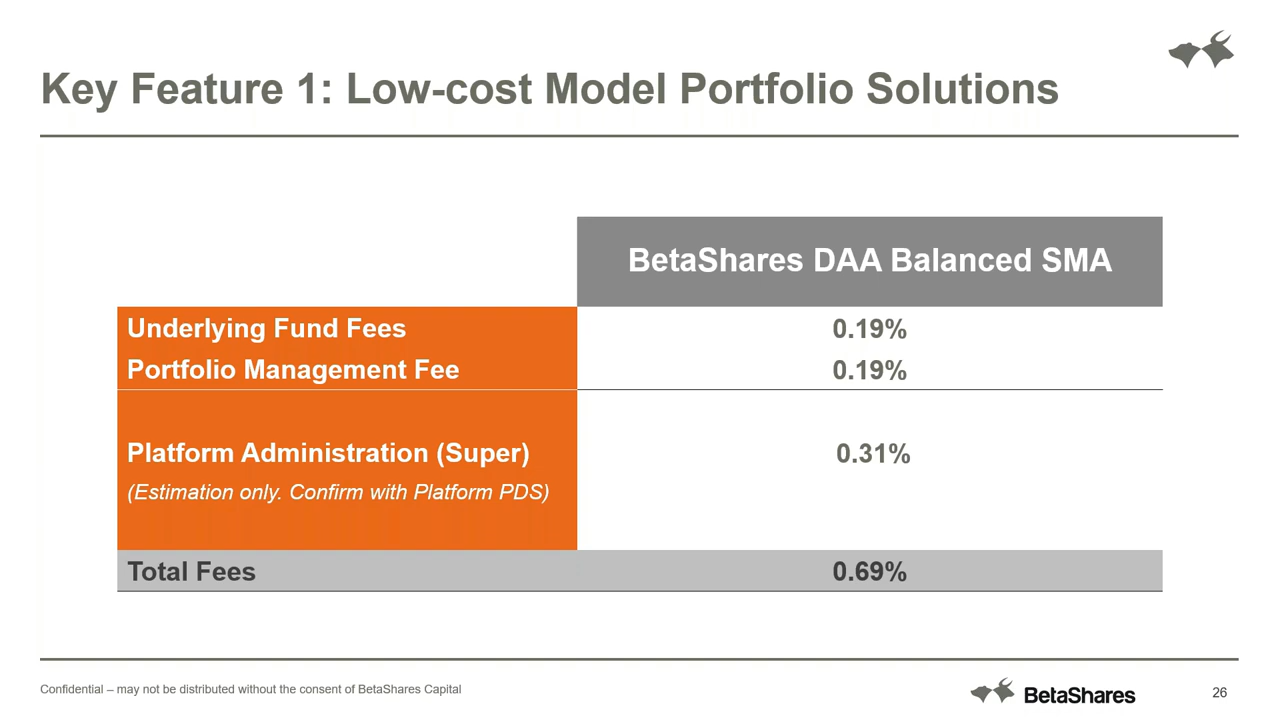 Key Feature 1: Low-cost Model Portfolio Solutions
BetaShares DAA Balanced SMA
Underlying Fund Fees 0.19%
Portfolio Management Fee 0.19%
Platform Administration (Super) 0.31%
(Estimation only. Confirm with Platform PDS)
Total Fees 0.69%
Confidential – may not be distributed without the consent of BetaShares Capital
BetaShares
26